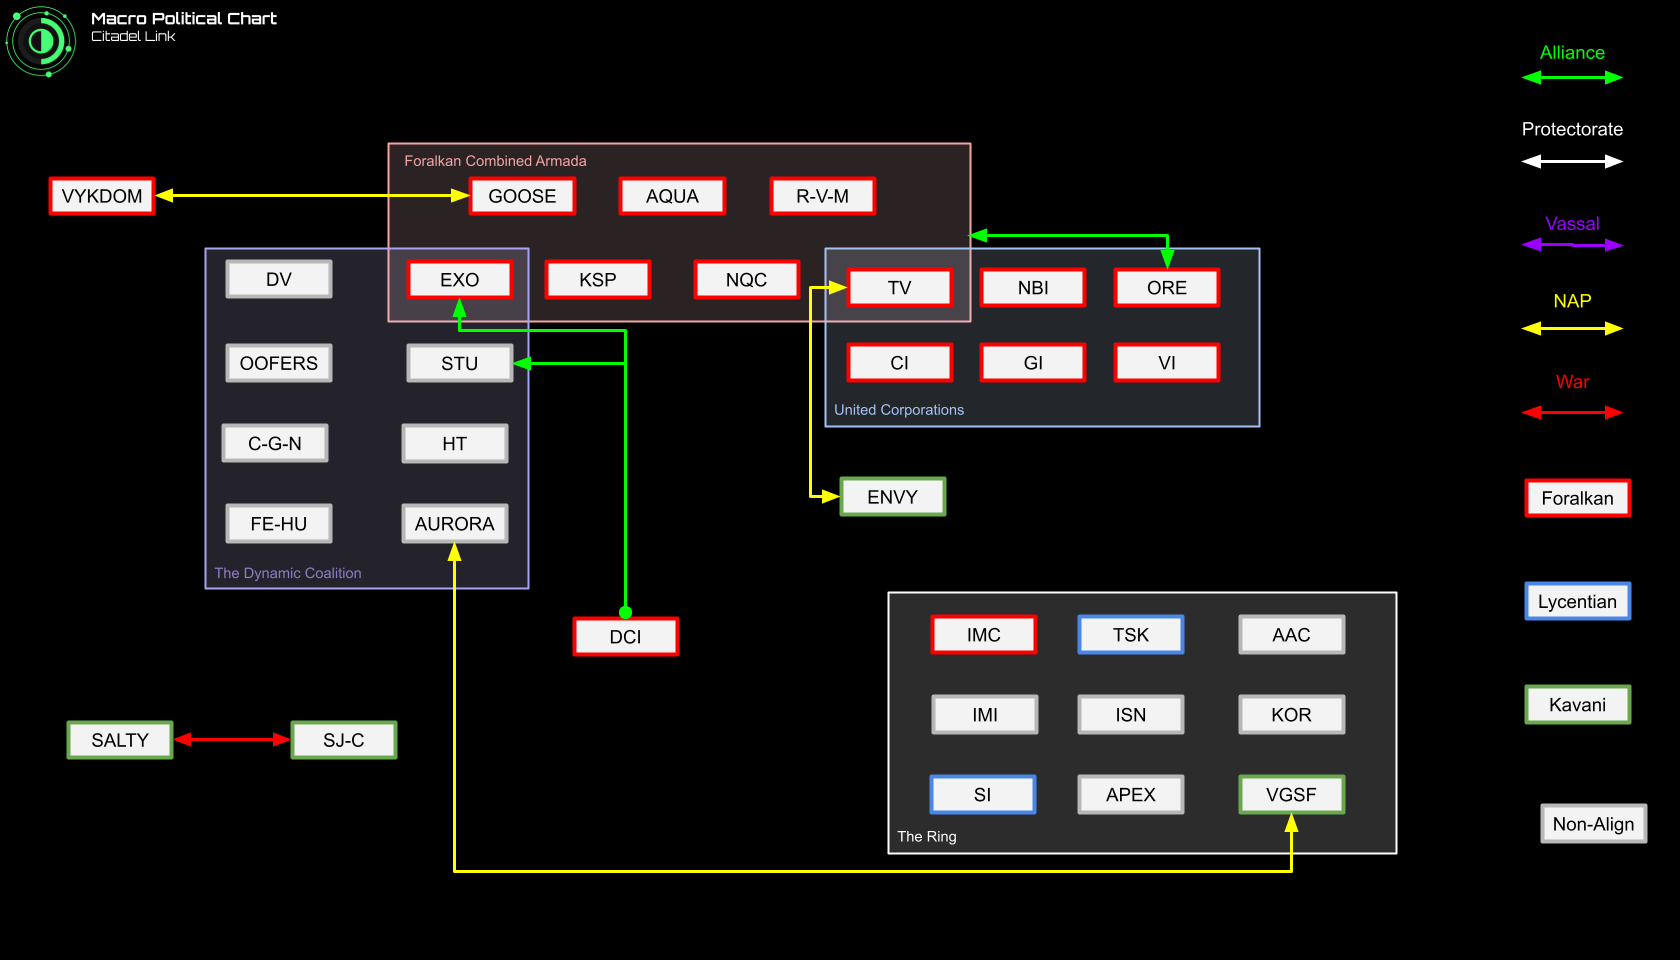 Macro Political Chart
Citadel Link
Alliance
Protectorate
Vassal
NAP
War
Foralkan
Lycentian
Kavani
Non-Align
Foralkan Combined Armada
VYKDOM
GOOSE
AQUA
R-V-M
DV
EXO
KSP
NQC
TV
NBI
ORE
OOFERS
STU
CI
GI
VI
United Corporations
C-G-N
HT
ENVY
FE-HU
AURORA
The Dynamic Coalition
DCI
IMC
TSK
AAC
IMI
ISN
KOR
SALTY
SJ-C
SI
APEX
VGSF
The Ring